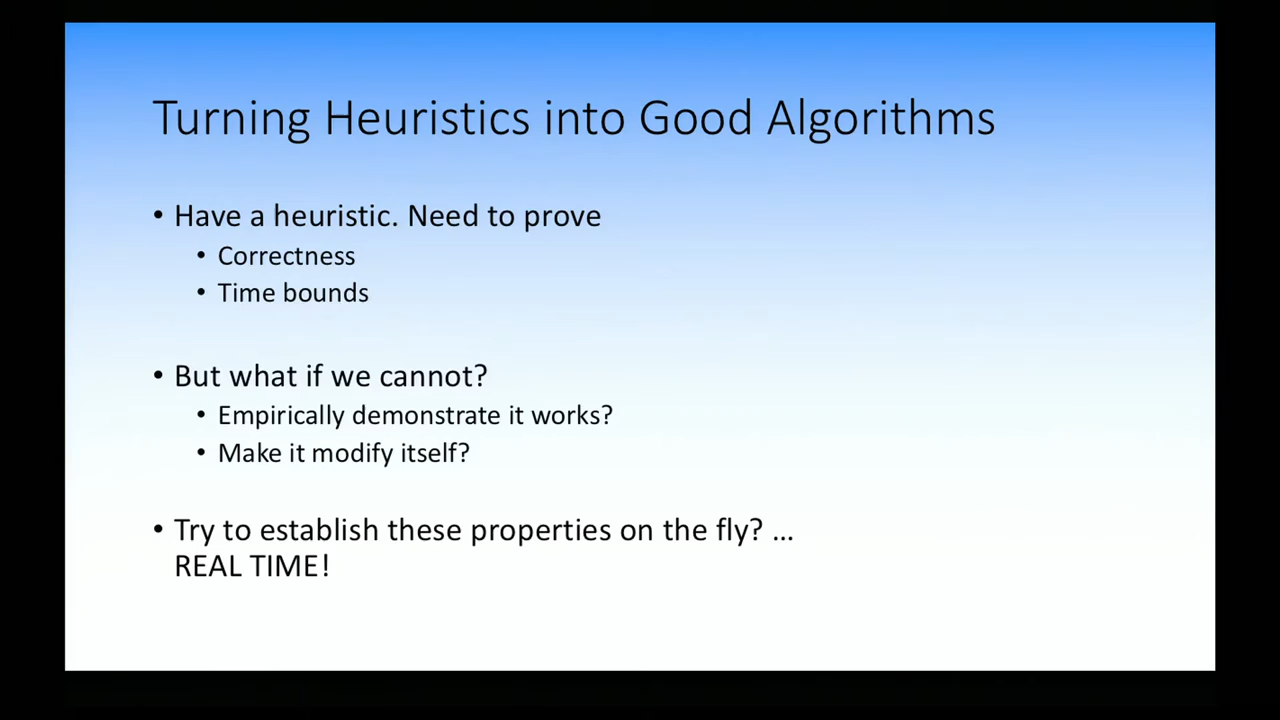 Turning Heuristics into Good Algorithms
• Have a heuristic. Need to prove
• Correctness
• Time bounds
• But what if we cannot?
• Empirically demonstrate it works?
• Make it modify itself?
• Try to establish these properties on the fly? ...
REAL TIME!